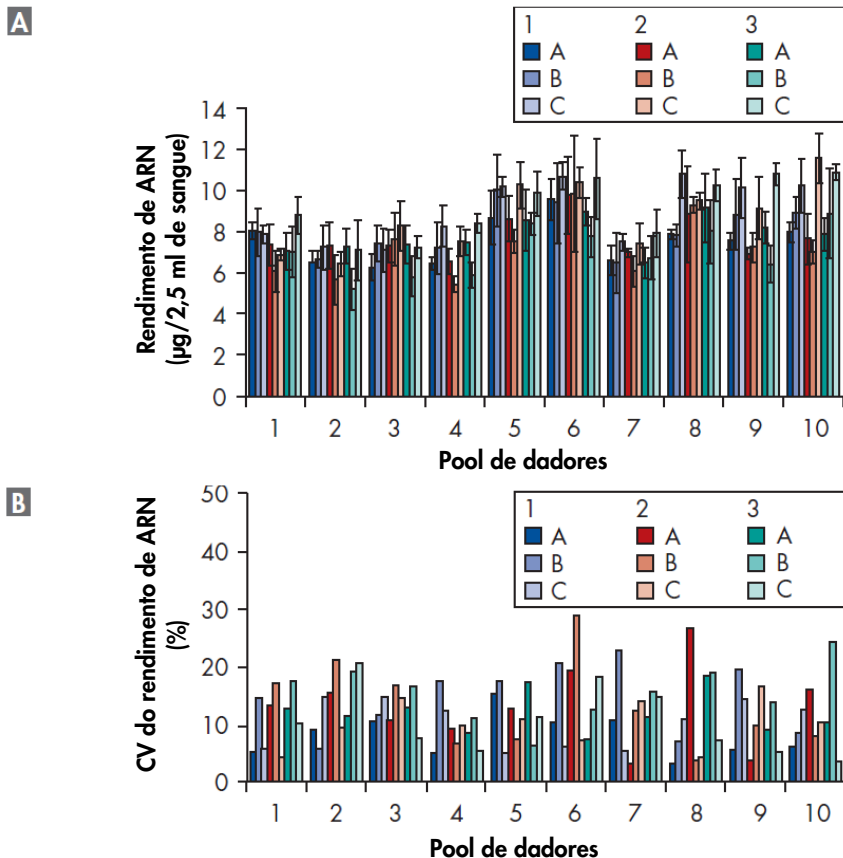 A
1 2 3
A A A
B B B
C C C
Rendimento de ARN
(µg/2,5 ml de sangue)
14
12
10
8
6
4
2
0
1 2 3 4 5 6 7 8 9 10
Pool de dadores
B
1 2 3
A A A
B B B
C C C
CV do rendimento de ARN
(%)
50
40
30
20
10
0
1 2 3 4 5 6 7 8 9 10
Pool de dadores